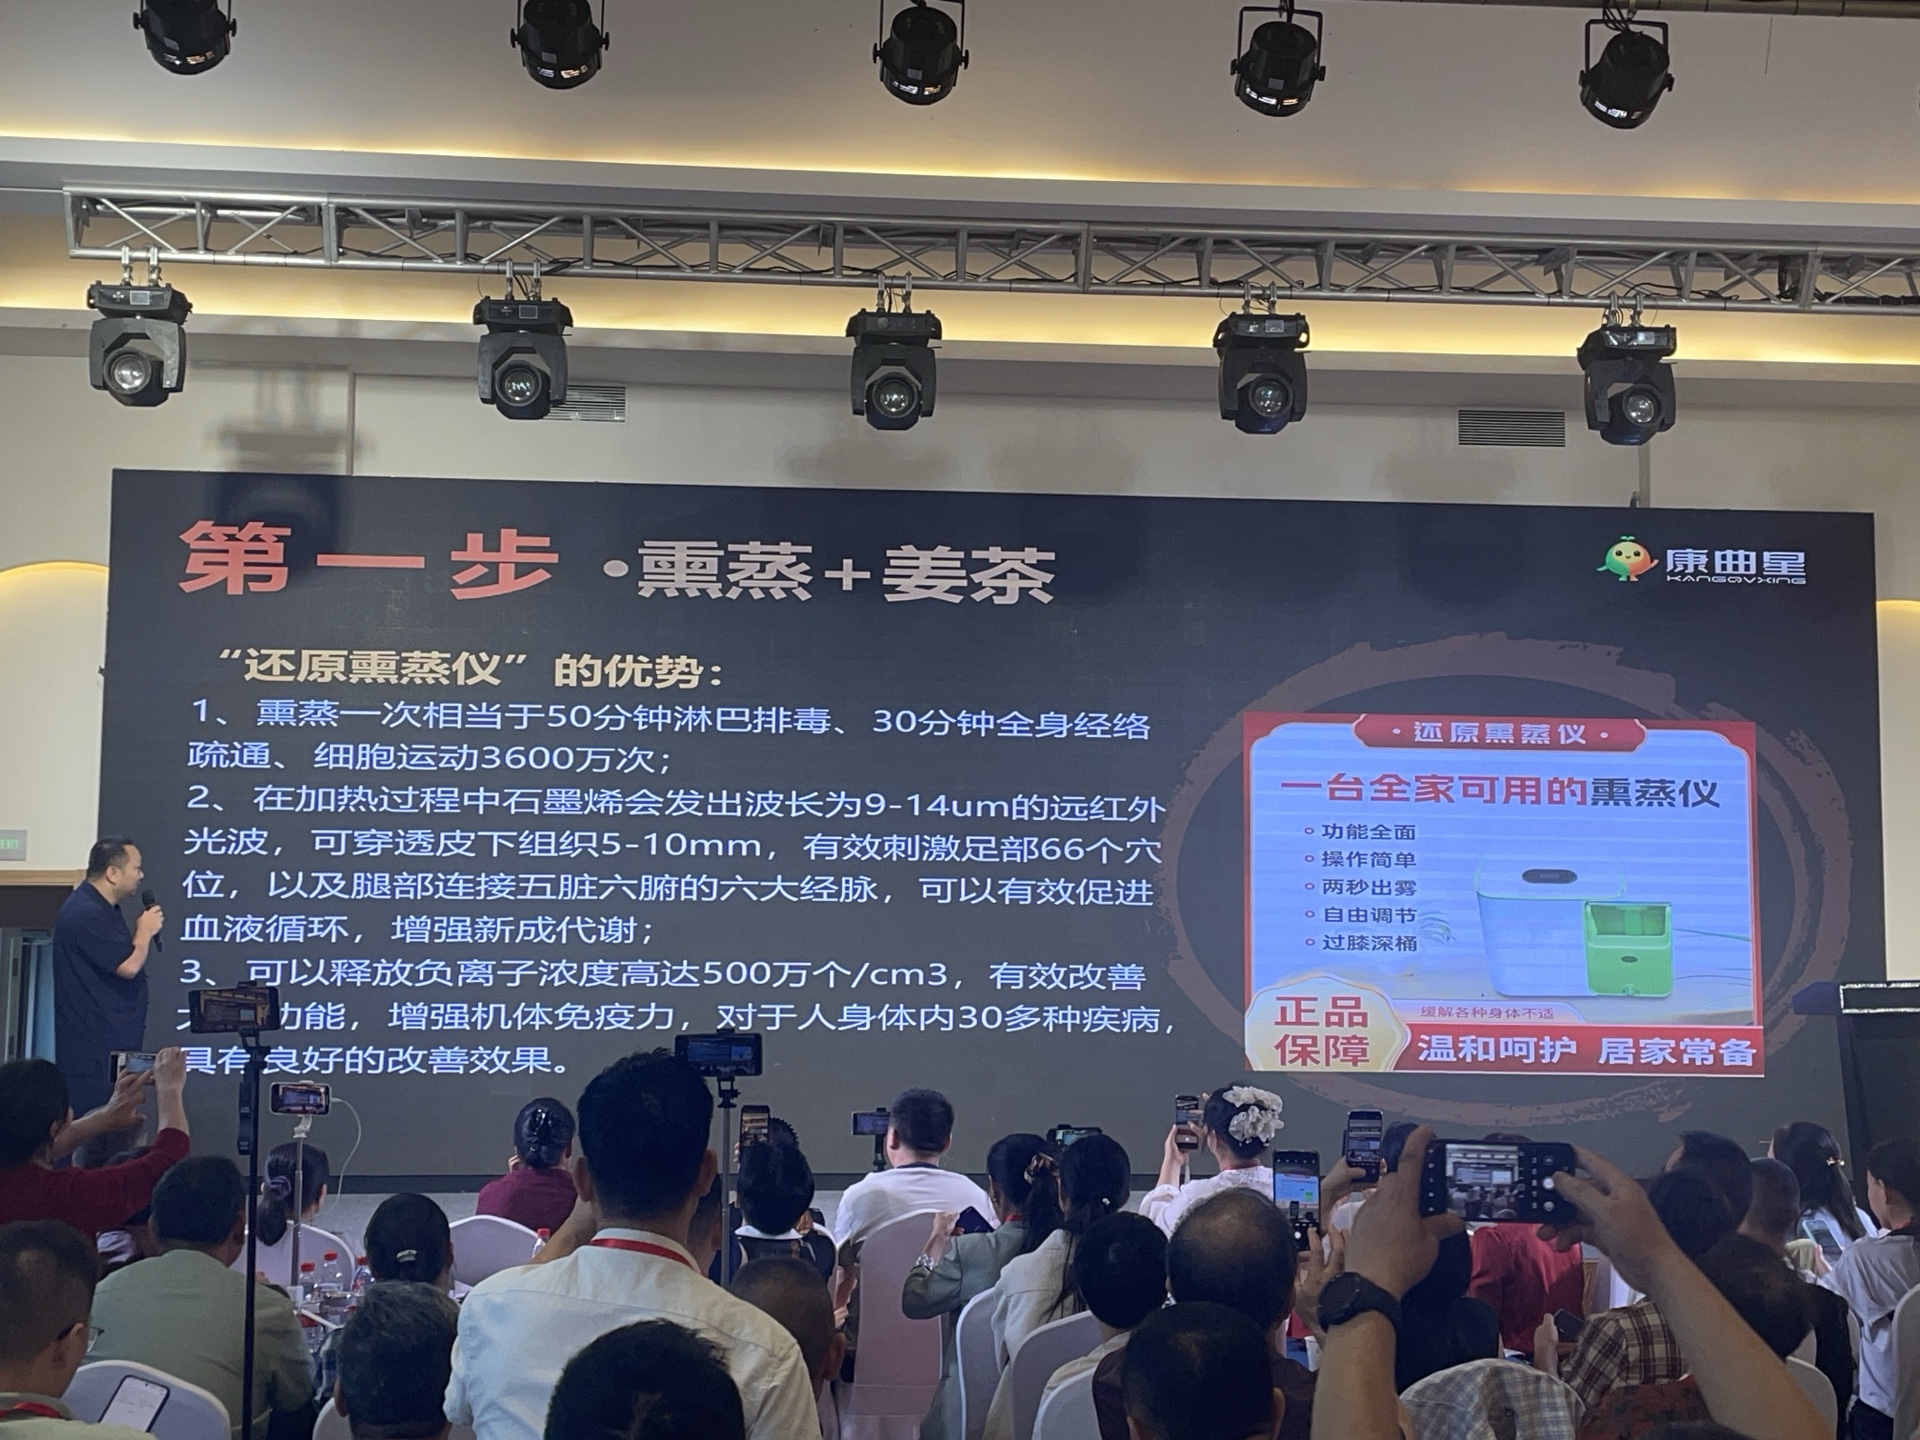 第一步·熏蒸+姜茶
康曲星
KANGQVXING
“还原熏蒸仪”的优势：
1、熏蒸一次相当于50分钟淋巴排毒、30分钟全身经络
疏通、细胞运动3600万次；
2、在加热过程中石墨烯会发出波长为9-14um的远红外
光波，可穿透皮下组织5-10mm，有效刺激足部66个穴
位，以及腿部连接五脏六腑的六大经脉，可以有效促进
血液循环，增强新成代谢；
3、可以释放负离子浓度高达500万个/cm3，有效改善
功能，增强机体免疫力，对于人身体内30多种疾病，
具有良好的改善效果。
·还原熏蒸仪·
一台全家可用的熏蒸仪
功能全面
操作简单
两秒出雾
自由调节
过膝深桶
正品
保障
缓解各种身体不适
温和呵护 居家常备
EXIT